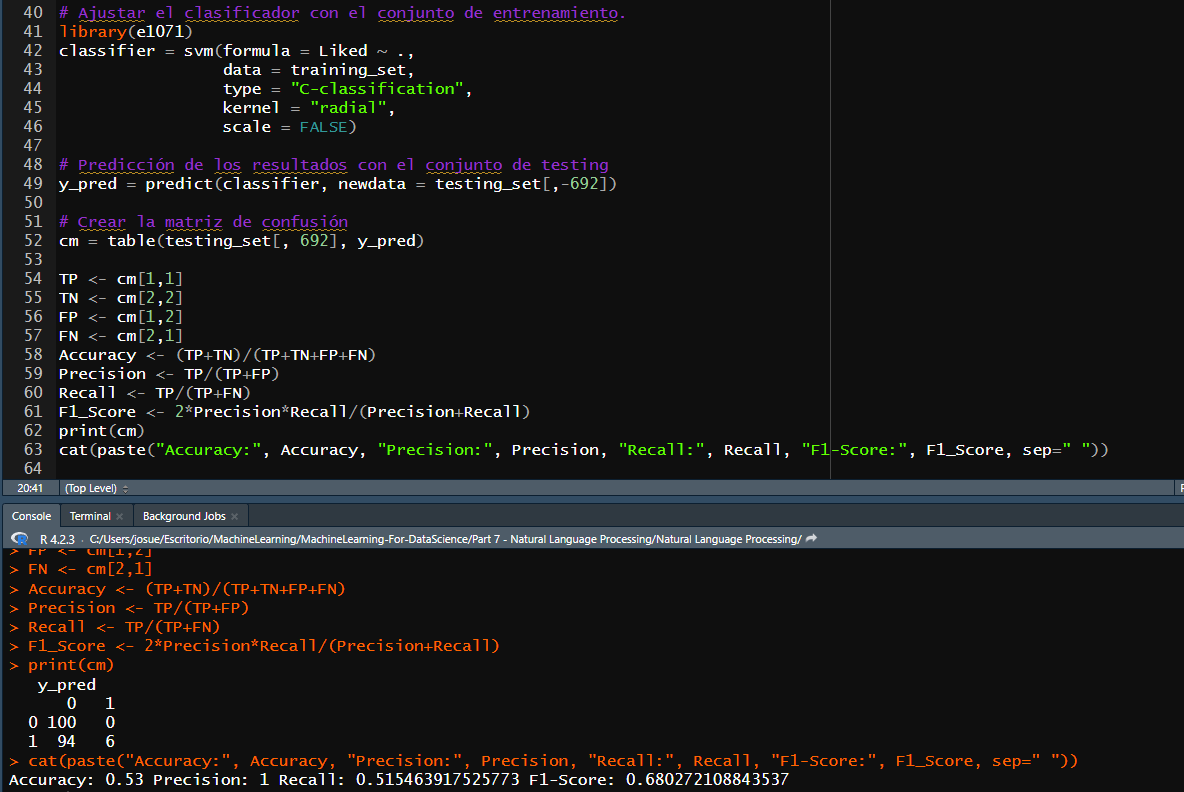 40 # Ajustar el clasificador con el conjunto de entrenamiento.
41 library(e1071)
42 classifier = svm(formula = Liked ~ .,
43 data = training_set,
44 type = "C-classification",
45 kernel = "radial",
46 scale = FALSE)
47
48 # Predicción de los resultados con el conjunto de testing
49 y_pred = predict(classifier, newdata = testing_set[,-692])
50
51 # Crear la matriz de confusión
52 cm = table(testing_set[, 692], y_pred)
53
54 TP <- cm[1,1]
55 TN <- cm[2,2]
56 FP <- cm[1,2]
57 FN <- cm[2,1]
58 Accuracy <- (TP+TN)/(TP+TN+FP+FN)
59 Precision <- TP/(TP+FP)
60 Recall <- TP/(TP+FN)
61 F1_Score <- 2*Precision*Recall/(Precision+Recall)
62 print(cm)
63 cat(paste("Accuracy:", Accuracy, "Precision:", Precision, "Recall:", Recall, "F1-Score:", F1_Score, sep=" "))
64
20:41 (Top Level)
Console Terminal Background Jobs
R 4.2.3 · C:/Users/josue/Escritorio/MachineLearning/MachineLearning-For-DataScience/Part 7 - Natural Language Processing/Natural Language Processing/
> FP <- cm[1,2]
> FN <- cm[2,1]
> Accuracy <- (TP+TN)/(TP+TN+FP+FN)
> Precision <- TP/(TP+FP)
> Recall <- TP/(TP+FN)
> F1_Score <- 2*Precision*Recall/(Precision+Recall)
> print(cm)
y_pred
0 1
0 100 0
1 94 6
> cat(paste("Accuracy:", Accuracy, "Precision:", Precision, "Recall:", Recall, "F1-Score:", F1_Score, sep=" "))
Accuracy: 0.53 Precision: 1 Recall: 0.515463917525773 F1-Score: 0.680272108843537